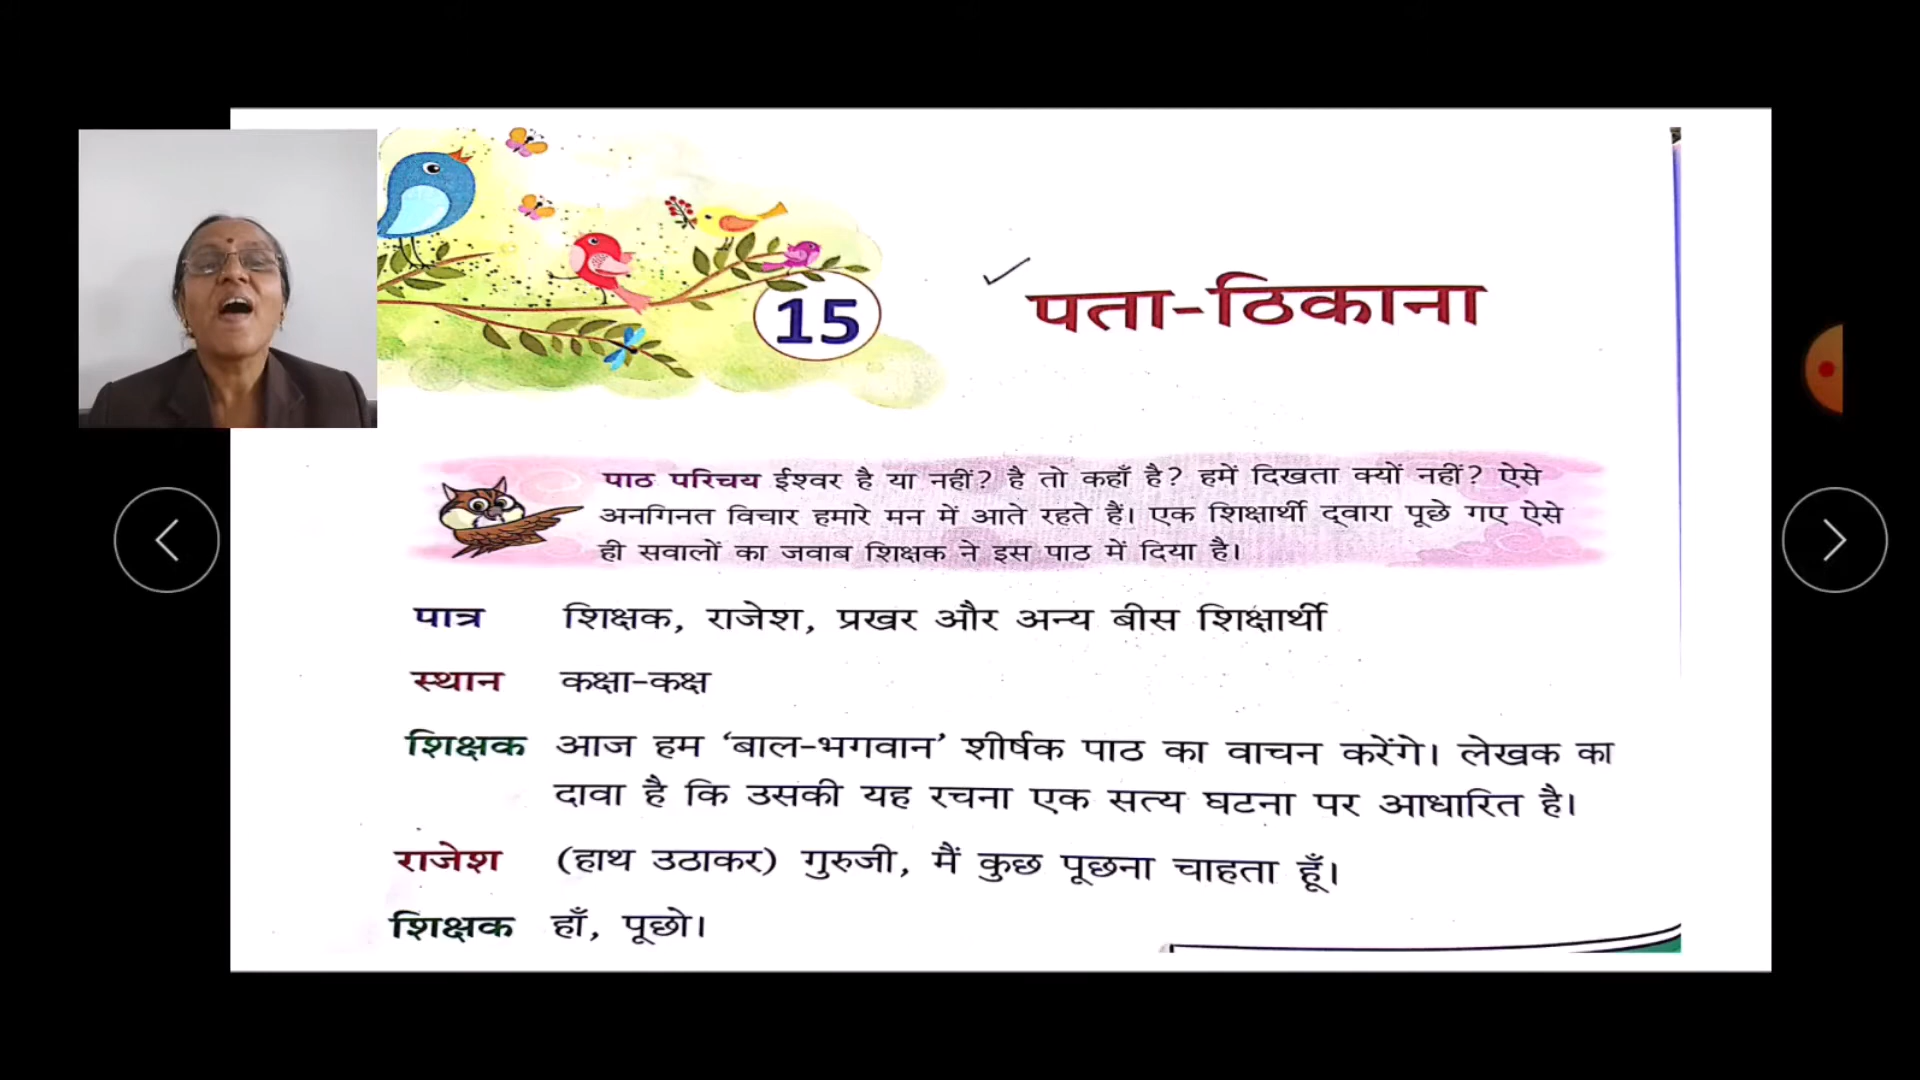 15
पता-ठिकाना
पाठ परिचय ईश्वर है या नहीं? है तो कहाँ है? हमें दिखता क्यों नहीं? ऐसे
अनगिनत विचार हमारे मन में आते रहते हैं। एक शिक्षार्थी द्वारा पूछे गए ऐसे
ही सवालों का जवाब शिक्षक ने इस पाठ में दिया है।
पात्र शिक्षक, राजेश, प्रखर और अन्य बीस शिक्षार्थी
स्थान कक्षा-कक्ष
शिक्षक आज हम ‘बाल-भगवान’ शीर्षक पाठ का वाचन करेंगे। लेखक का
दावा है कि उसकी यह रचना एक सत्य घटना पर आधारित है।
राजेश (हाथ उठाकर) गुरुजी, मैं कुछ पूछना चाहता हूँ।
शिक्षक हाँ, पूछो।